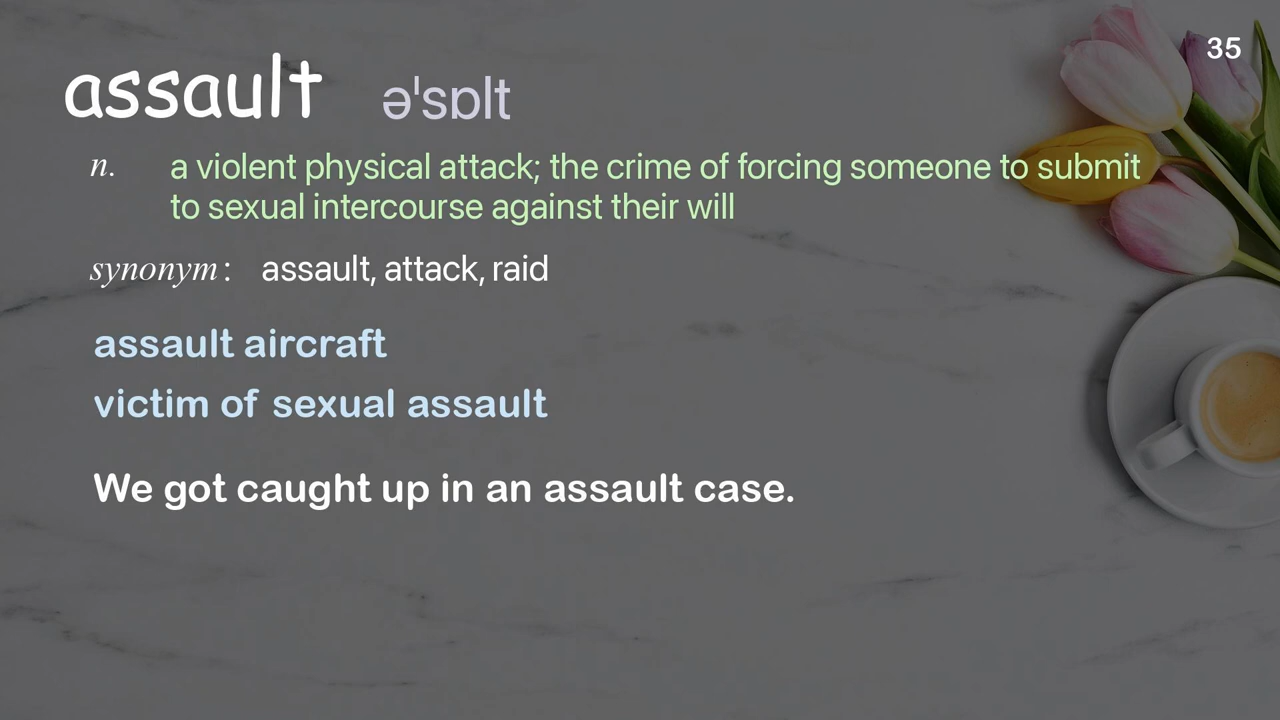 35
assault əˈsɒlt
n. a violent physical attack; the crime of forcing someone to submit
to sexual intercourse against their will
synonym: assault, attack, raid
assault aircraft
victim of sexual assault
We got caught up in an assault case.